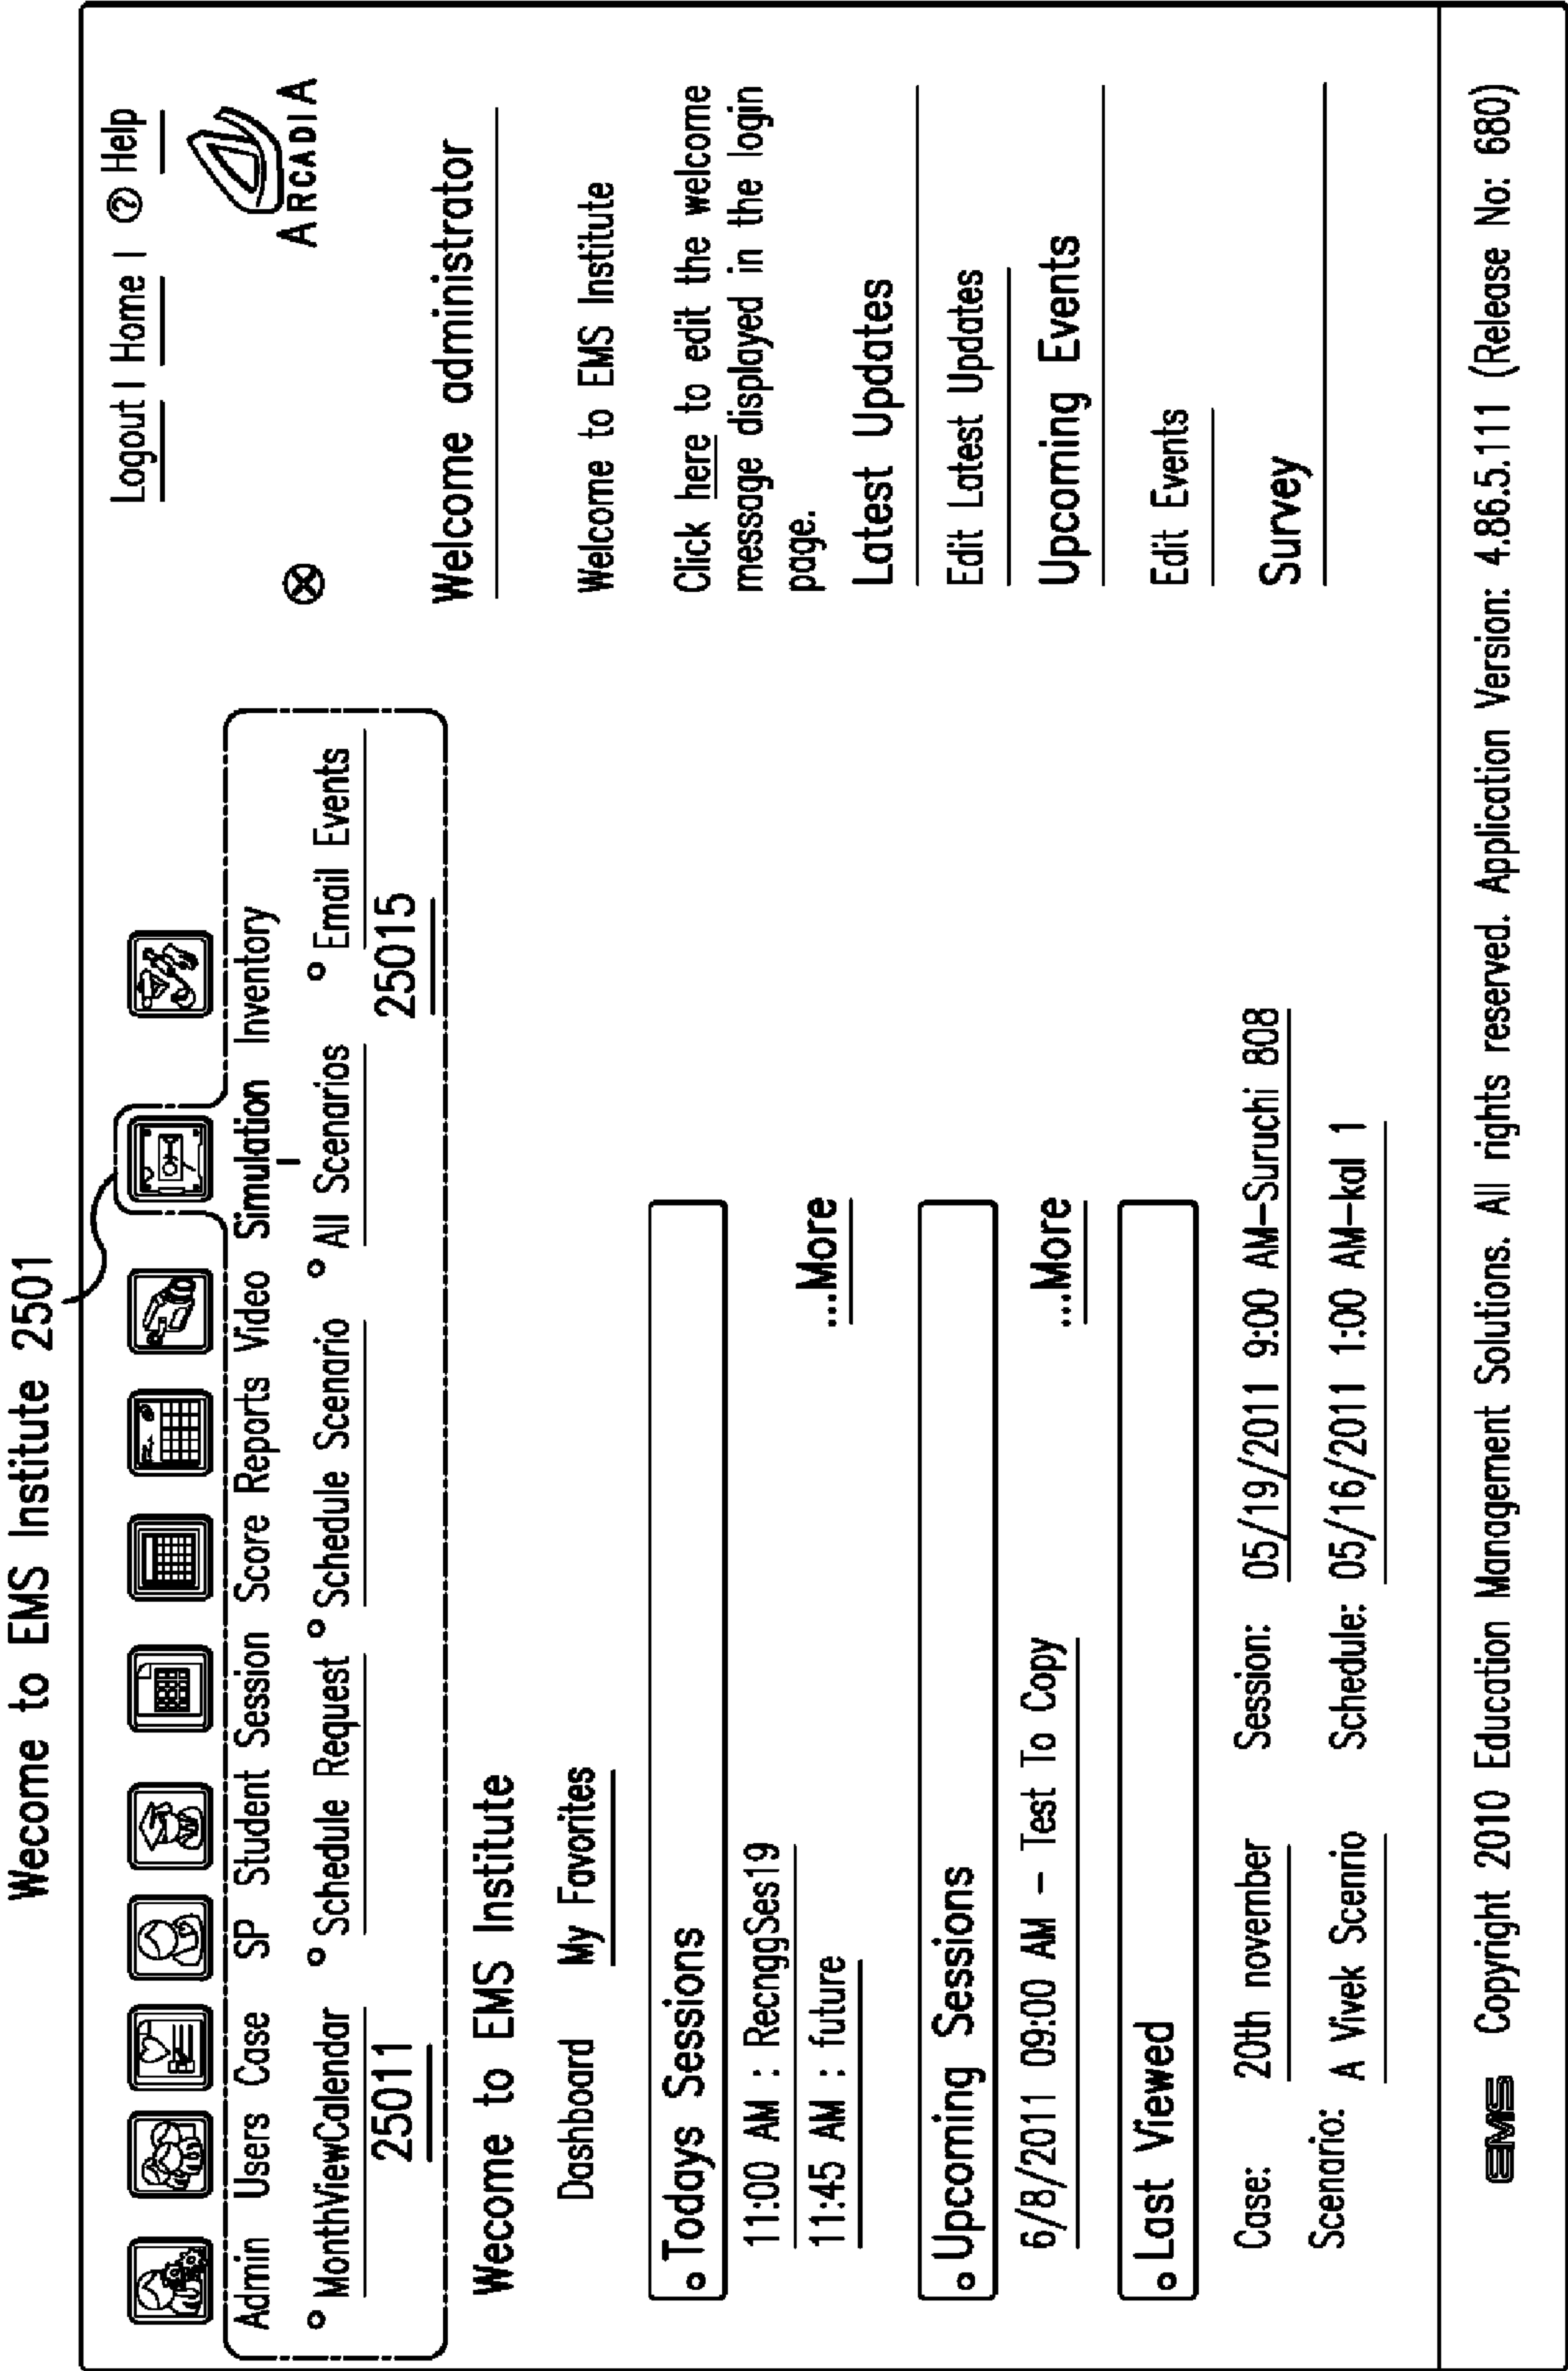 Wecome to EMS Institute 2501
Logout | Home | ? Help
ARCADIA
Admin Users Case SP Student Session Score Reports Video Simulation Inventory
MonthViewCalendar Schedule Request Schedule Scenario All Scenarios Email Events
25011 25015
Wecome to EMS Institute
Dashboard My Favorites
Todays Sessions
11:00 AM : RecnggSes19
11:45 AM : future
...More
Upcoming Sessions
6/8/2011 09:00 AM - Test To Copy
...More
Last Viewed
Case: 20th november Session: 05/19/2011 9:00 AM-Suruchi 808
Scenario: A Vivek Scenrio Schedule: 05/16/2011 1:00 AM-kal 1
Welcome administrator
Welcome to EMS Institute
Click here to edit the welcome
message displayed in the login
page.
Latest Updates
Edit Latest Updates
Upcoming Events
Edit Events
Survey
EMS Copyright 2010 Education Management Solutions. All rights reserved. Application Version: 4.86.5.111 (Release No: 680)